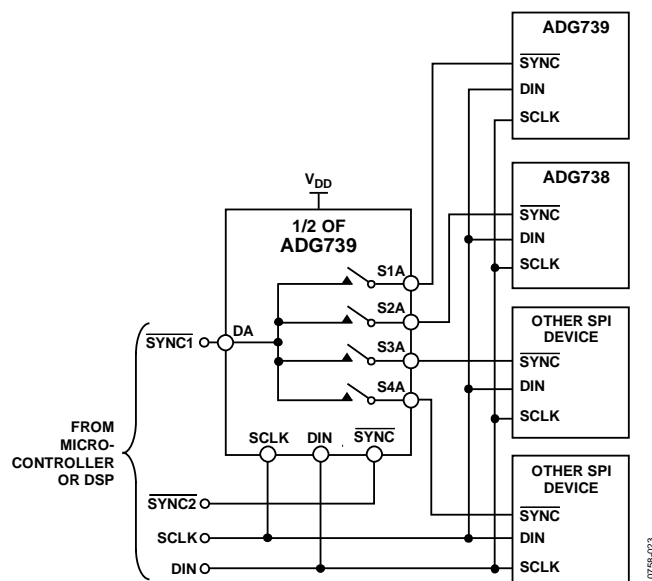 ADG739
SYNC
DIN
SCLK
ADG738
SYNC
DIN
SCLK
OTHER SPI
DEVICE
SYNC
DIN
SCLK
OTHER SPI
DEVICE
SYNC
DIN
SCLK
VDD
1/2 OF
ADG739
S1A
S2A
S3A
S4A
DA
SCLK DIN SYNC
SYNC1
FROM
MICRO-
CONTROLLER
OR DSP
SYNC2
SCLK
DIN